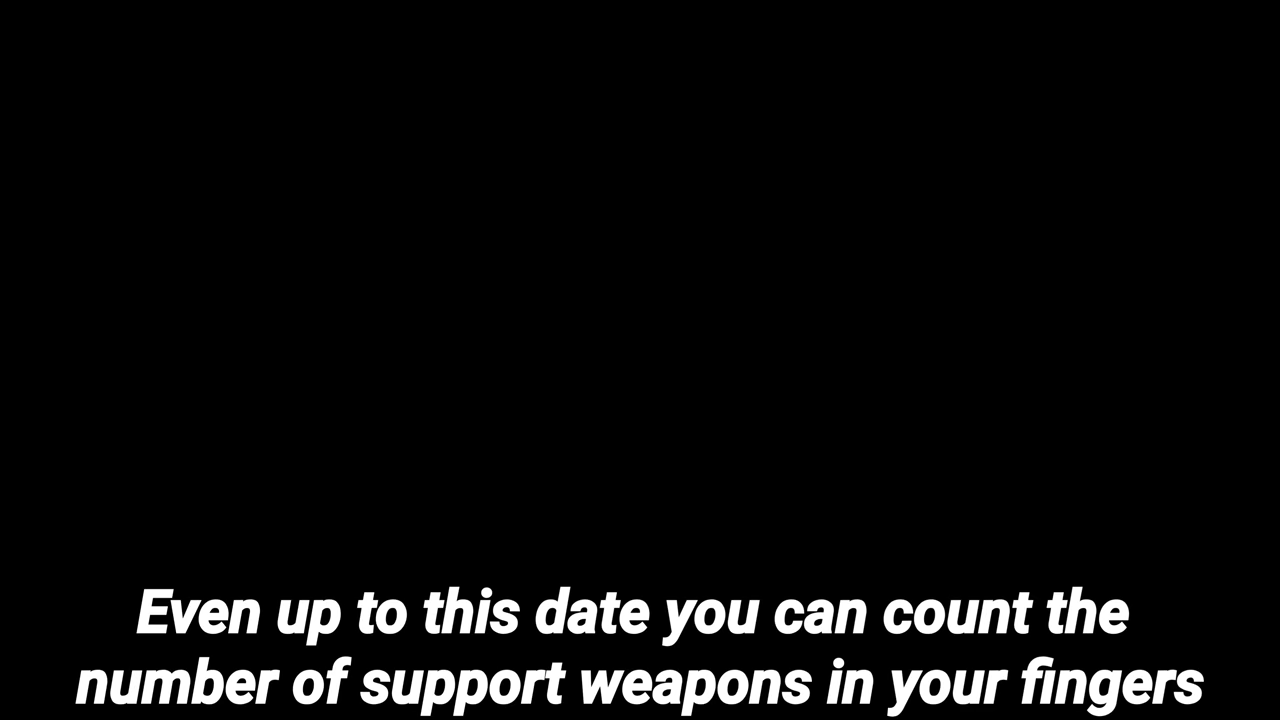 Even up to this date you can count the
number of support weapons in your fingers